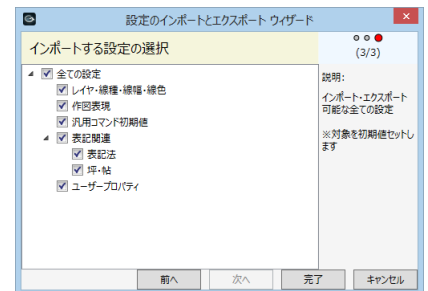 設定のインポートとエクスポート ウィザード
インポートする設定の選択
(3/3)
全ての設定
レイヤ・線種・線幅・線色
作図表現
汎用コマンド初期値
表記関連
表記法
坪・帖
ユーザープロパティ
説明:
インポート・エクスポート
可能な全ての設定
※対象を初期値セットし
ます
前へ
次へ
完了
キャンセル